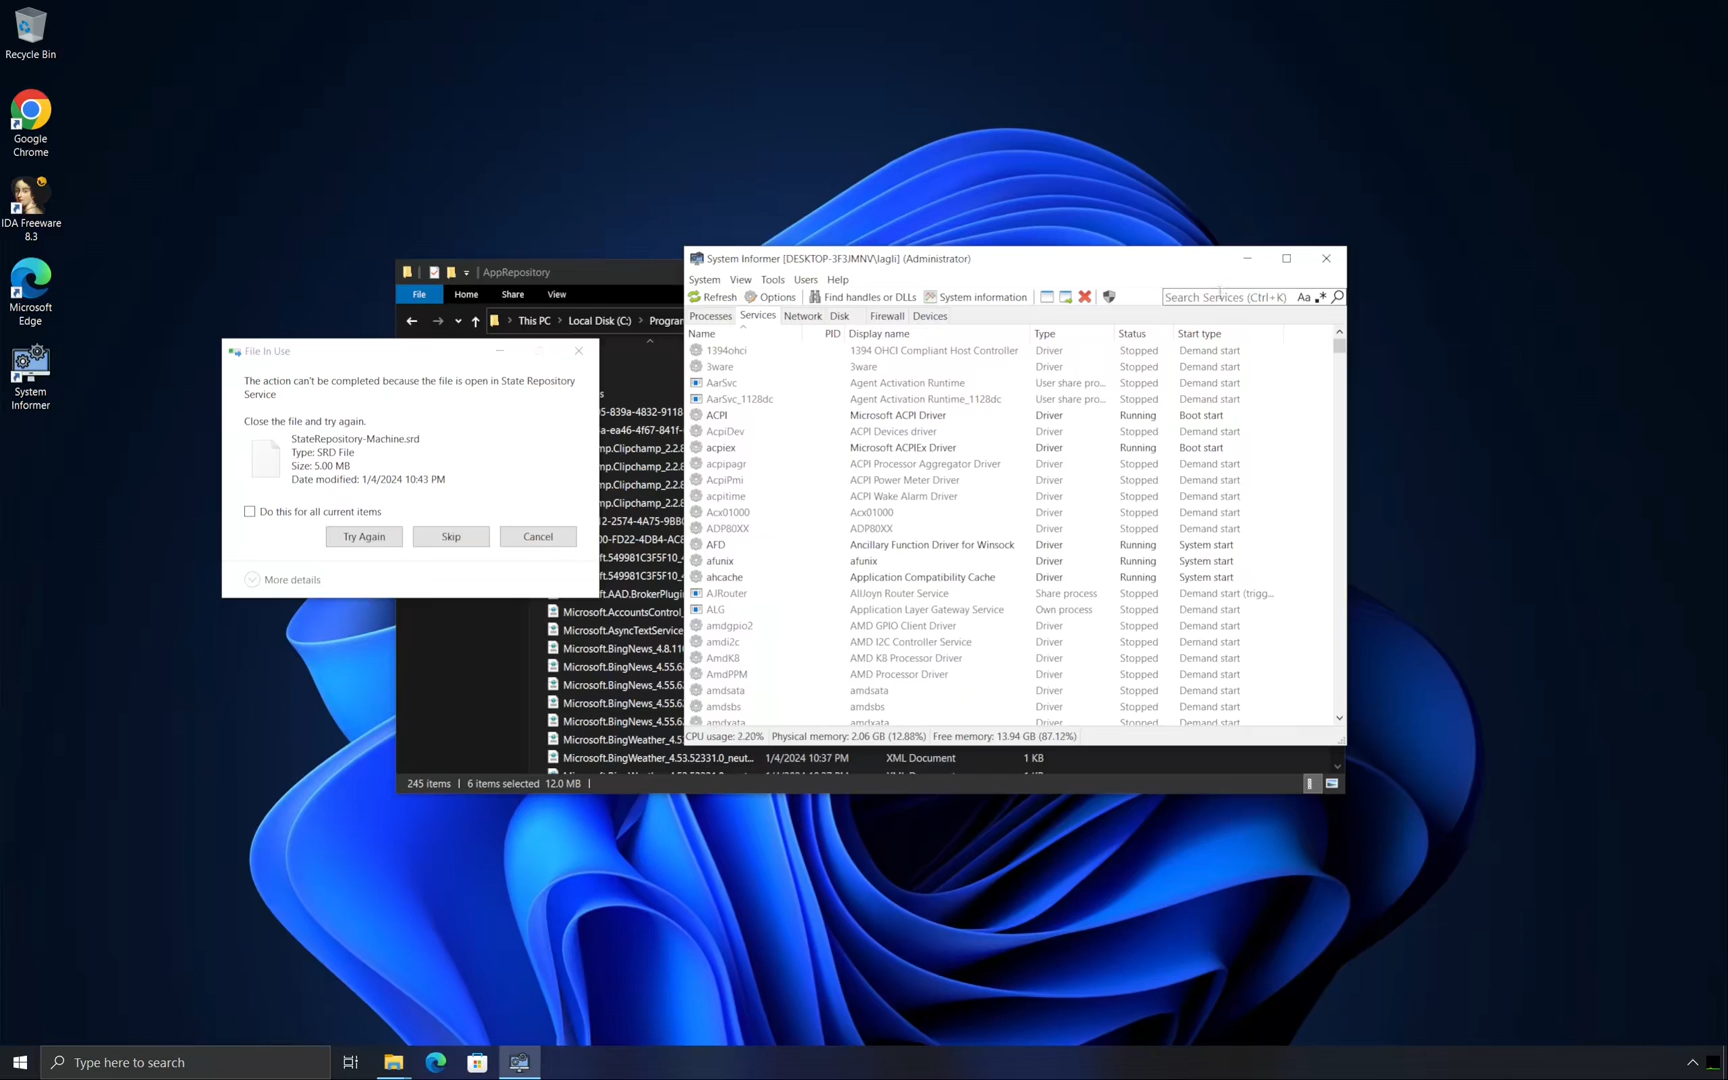 Recycle Bin
Google
Chrome
IDA Freeware
8.3
Microsoft
Edge
System
Informer
AppRepository
File
Home
Share
View
This PC
Local Disk (C:)
Program
File In Use
The action can't be completed because the file is open in State Repository
Service
Close the file and try again.
StateRepository-Machine.srd
Type: SRD File
Size: 5.00 MB
Date modified: 1/4/2024 10:43 PM
Do this for all current items
Try Again
Skip
Cancel
More details
5-839a-4832-9118
a-ea46-4f67-841f-
mp.Clipchamp_2.2.8
mp.Clipchamp_2.2.8
mp.Clipchamp_2.2.8
mp.Clipchamp_2.2.8
12-2574-4A75-9BB0
00-FD22-4DB4-AC8
ft.549981C3F5F10_4
ft.549981C3F5F10_4
ft.AAD.BrokerPlugin
Microsoft.AccountsControl_
Microsoft.AsyncTextService
Microsoft.BingNews_4.8.11
Microsoft.BingNews_4.55.6
Microsoft.BingNews_4.55.6
Microsoft.BingNews_4.55.6
Microsoft.BingNews_4.55.6
Microsoft.BingWeather_4.53
Microsoft.BingWeather_4.53.52331.0_neut... 1/4/2024 10:37 PM XML Document 1 KB
245 items 6 items selected 12.0 MB
System Informer [DESKTOP-3F3JMNV\lagli] (Administrator)
System View Tools Users Help
Refresh Options Find handles or DLLs System information Search Services (Ctrl+K) Aa
Processes Services Network Disk Firewall Devices
Name PID Display name Type Status Start type
1394ohci 1394 OHCI Compliant Host Controller Driver Stopped Demand start
3ware 3ware Driver Stopped Demand start
AarSvc Agent Activation Runtime User share pro... Stopped Demand start
AarSvc_1128dc Agent Activation Runtime_1128dc User share pro... Stopped Demand start
ACPI Microsoft ACPI Driver Driver Running Boot start
AcpiDev ACPI Devices driver Driver Stopped Demand start
acpiex Microsoft ACPIEx Driver Driver Running Boot start
acpipagr ACPI Processor Aggregator Driver Driver Stopped Demand start
AcpiPmi ACPI Power Meter Driver Driver Stopped Demand start
acpitime ACPI Wake Alarm Driver Driver Stopped Demand start
Acx01000 Acx01000 Driver Stopped Demand start
ADP80XX ADP80XX Driver Stopped Demand start
AFD Ancillary Function Driver for Winsock Driver Running System start
afunix afunix Driver Running System start
ahcache Application Compatibility Cache Driver Running System start
AJRouter AllJoyn Router Service Share process Stopped Demand start (trigg...
ALG Application Layer Gateway Service Own process Stopped Demand start
amdgpio2 AMD GPIO Client Driver Driver Stopped Demand start
amdi2c AMD I2C Controller Service Driver Stopped Demand start
AmdK8 AMD K8 Processor Driver Driver Stopped Demand start
AmdPPM AMD Processor Driver Driver Stopped Demand start
amdsata amdsata Driver Stopped Demand start
amdsbs amdsbs Driver Stopped Demand start
amdxata amdxata Driver Stopped Demand start
CPU usage: 2.20% Physical memory: 2.06 GB (12.88%) Free memory: 13.94 GB (87.12%)
Type here to search